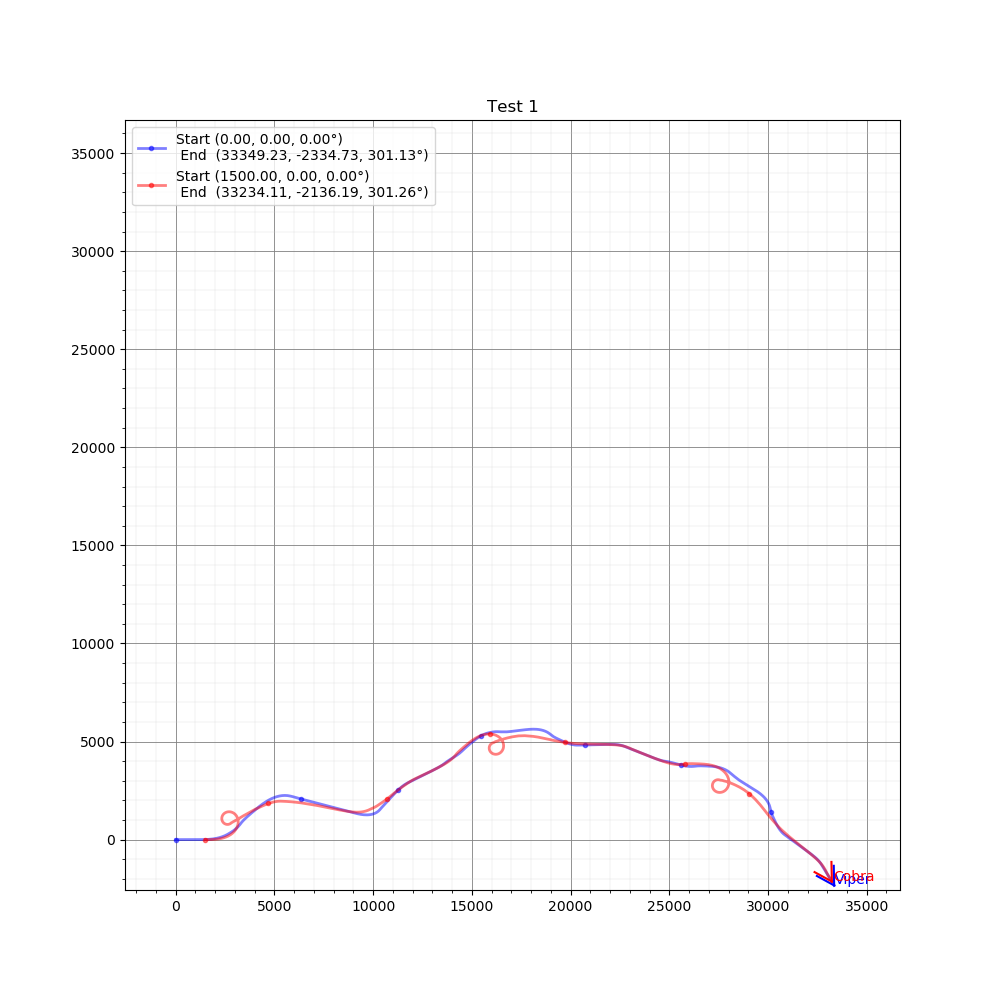 Test 1
Start (0.00, 0.00, 0.00°)
End (33349.23, -2334.73, 301.13°)
Start (1500.00, 0.00, 0.00°)
End (33234.11, -2136.19, 301.26°)
35000
30000
25000
20000
15000
10000
5000
0
Cobra
Viper
0 5000 10000 15000 20000 25000 30000 35000